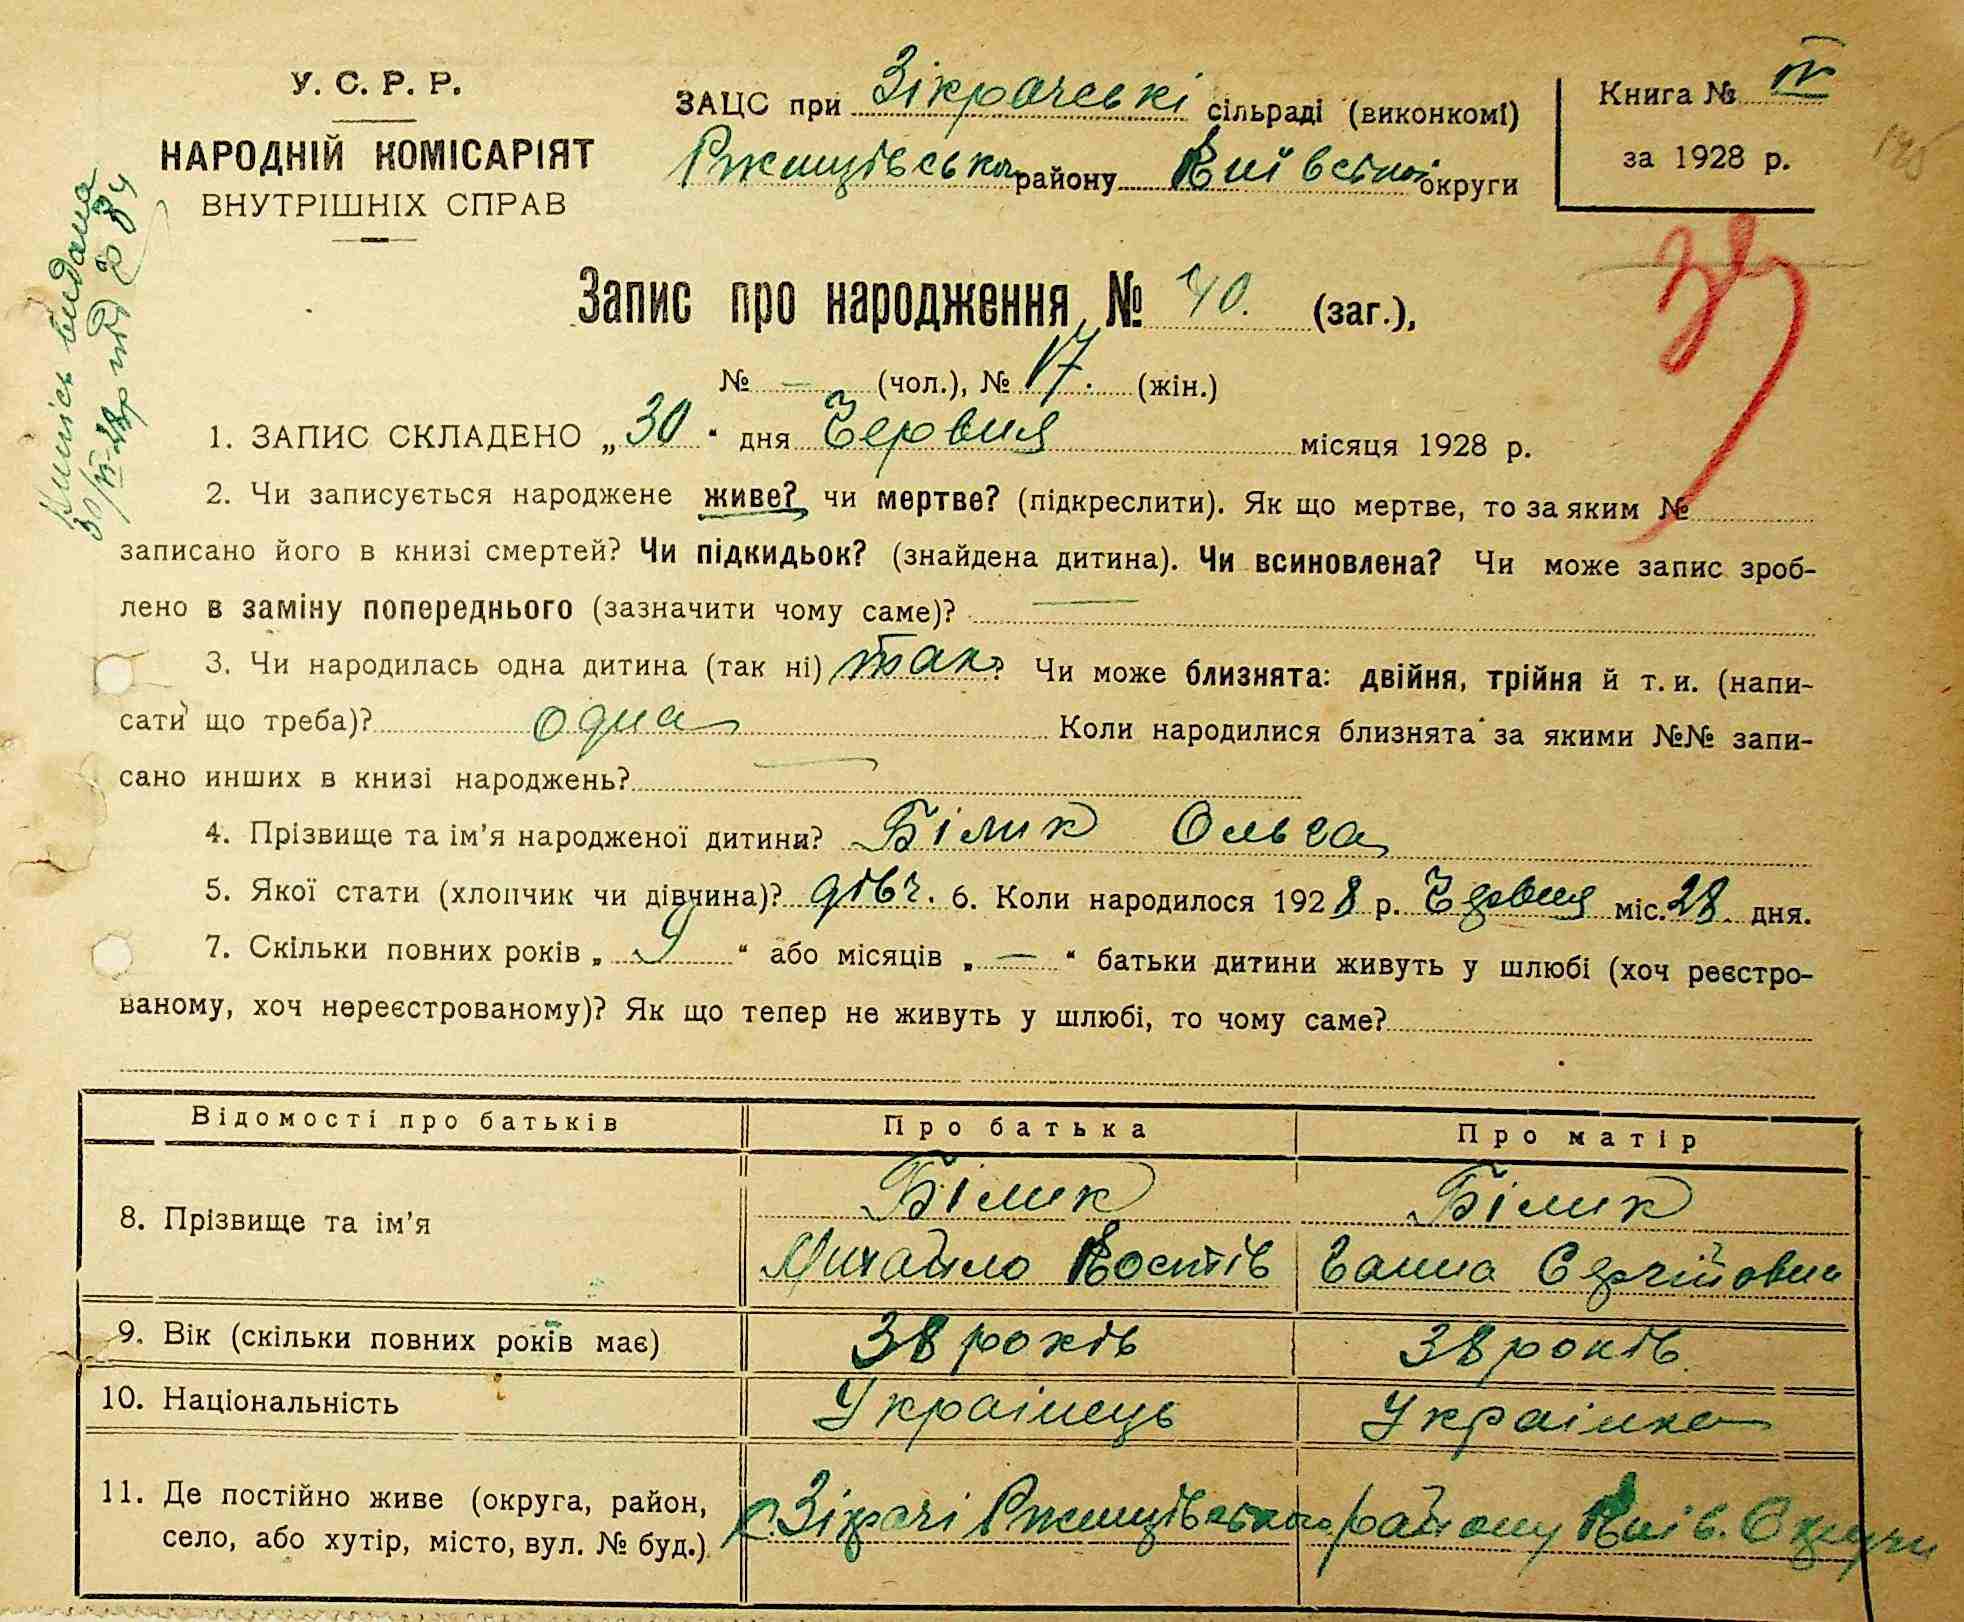 У. С. Р. Р.
НАРОДНІЙ КОМІСАРІЯТ
ВНУТРІШНІХ СПРАВ
ЗАЦС при Зікрачські сільраді (виконкомі)
Ржищівського району Київської округи
Книга № IV
за 1928 р.
Запис про народження № 40. (заг.),
№ — (чол.), № 17. (жін.)
1. ЗАПИС СКЛАДЕНО „30“ дня Червня місяця 1928 р.
2. Чи записується народжене живе? чи мертве? (підкреслити). Як що мертве, то за яким №
записано його в книзі смертей? Чи підкидьок? (знайдена дитина). Чи всиновлена? Чи може запис зроб-
лено в заміну попереднього (зазначити чому саме)? —
3. Чи народилась одна дитина (так ні) так? Чи може близнята: двійня, трійня й т. и. (напи-
сати що треба)? одна Коли народилися близнята за якими №№ запи-
сано инших в книзі народжень? —
4. Прізвище та ім’я народженої дитини? Білик Ольга
5. Якої стати (хлопчик чи дівчина)? дівч. 6. Коли народилося 1928 р. Червня міс. 28. дня.
7. Скільки повних років „ 9 “ або місяців „ — “ батьки дитини живуть у шлюбі (хоч реєстро-
ваному, хоч нереєстрованому)? Як що тепер не живуть у шлюбі, то чому саме?
Відомості про батьків Про батька Про матір
8. Прізвище та ім’я Білик Білик
Михайло Костів Ганна Сергійовна
9. Вік (скільки повних років має) 38 років 38 років
10. Національність Українець Українка
11. Де постійно живе (округа, район,
село, або хутір, місто, вул. № буд.) с. Зікрачі Ржищівського району Київ. Округи
Випись видана